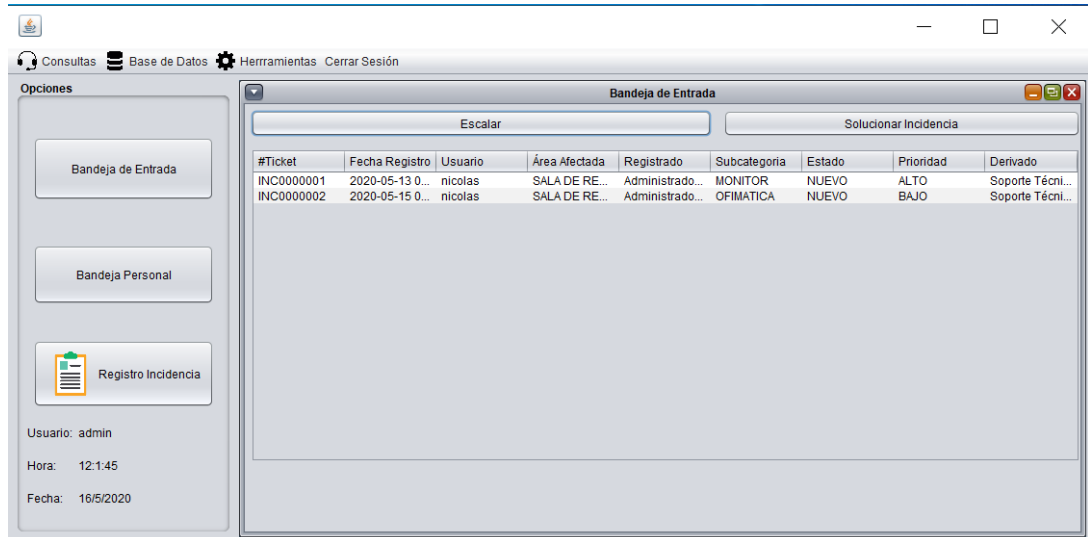 Consultas Base de Datos Herrramientas Cerrar Sesión
Opciones
Bandeja de Entrada
Bandeja Personal
Registro Incidencia
Usuario: admin
Hora: 12:1:45
Fecha: 16/5/2020
Bandeja de Entrada
Escalar Solucionar Incidencia
#Ticket Fecha Registro Usuario Área Afectada Registrado Subcategoria Estado Prioridad Derivado
INC0000001 2020-05-13 0... nicolas SALA DE RE... Administrado... MONITOR NUEVO ALTO Soporte Técni...
INC0000002 2020-05-15 0... nicolas SALA DE RE... Administrado... OFIMATICA NUEVO BAJO Soporte Técni...